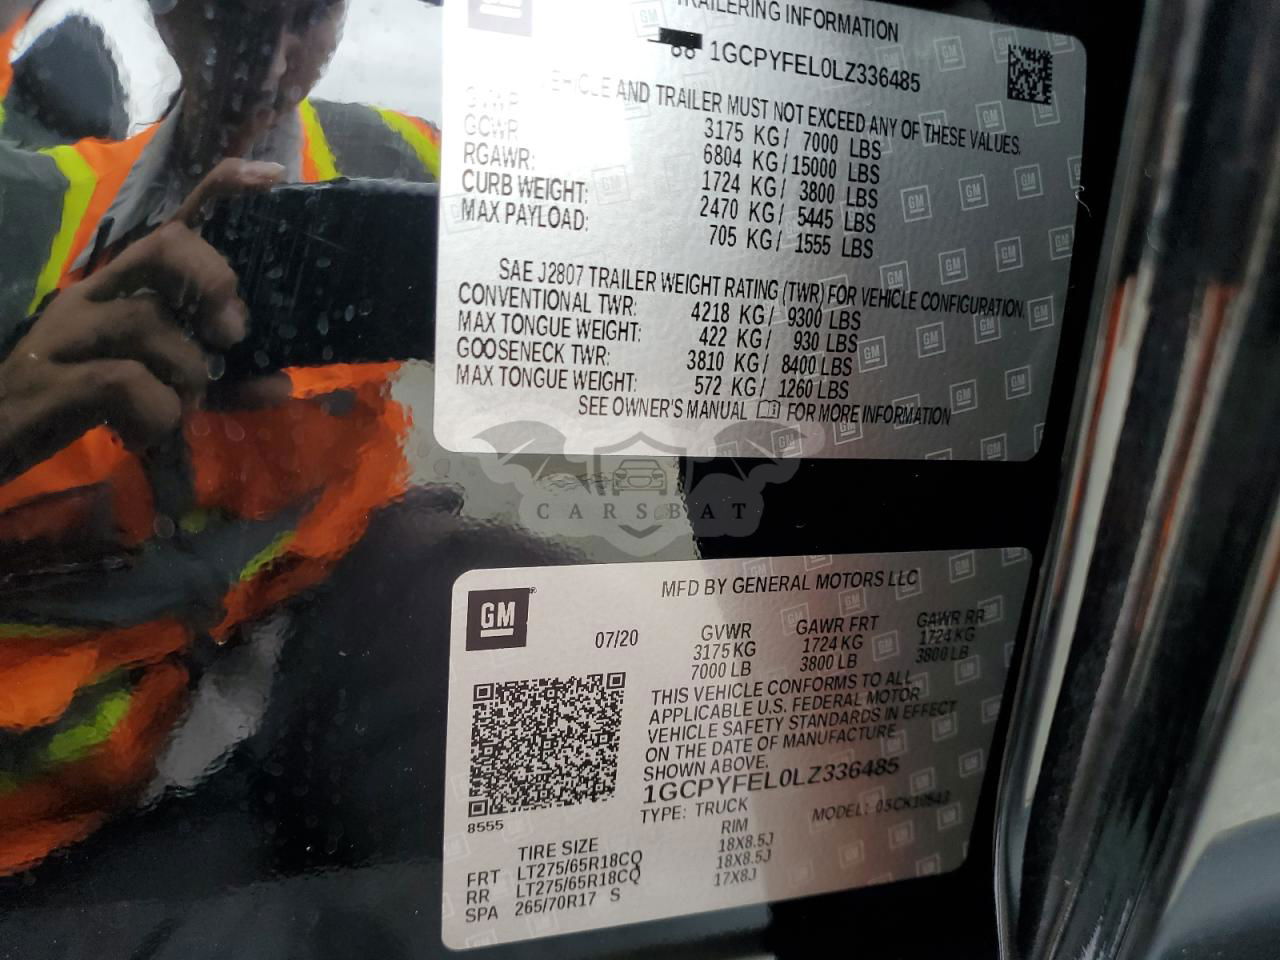 TRAILERING INFORMATION
88 1GCPYFEL0LZ336485
VEHICLE AND TRAILER MUST NOT EXCEED ANY OF THESE VALUES.
GVWR 3175 KG/ 7000 LBS
GCWR 6804 KG/15000 LBS
RGAWR: 1724 KG/ 3800 LBS
CURB WEIGHT: 2470 KG/ 5445 LBS
MAX PAYLOAD: 705 KG/ 1555 LBS
SAE J2807 TRAILER WEIGHT RATING (TWR) FOR VEHICLE CONFIGURATION.
CONVENTIONAL TWR: 4218 KG/ 9300 LBS
MAX TONGUE WEIGHT: 422 KG/ 930 LBS
GOOSENECK TWR: 3810 KG/ 8400 LBS
MAX TONGUE WEIGHT: 572 KG/ 1260 LBS
SEE OWNER'S MANUAL FOR MORE INFORMATION
CARSBAT
GM
MFD BY GENERAL MOTORS LLC
07/20
GVWR GAWR FRT GAWR RR
3175 KG 1724 KG 1724 KG
7000 LB 3800 LB 3800 LB
THIS VEHICLE CONFORMS TO ALL
APPLICABLE U.S. FEDERAL MOTOR
VEHICLE SAFETY STANDARDS IN EFFECT
ON THE DATE OF MANUFACTURE
SHOWN ABOVE.
1GCPYFEL0LZ336485
TYPE: TRUCK MODEL: 05CK10543
8555
TIRE SIZE RIM
FRT LT275/65R18CQ 18X8.5J
RR LT275/65R18CQ 18X8.5J
SPA 265/70R17 S 17X8J